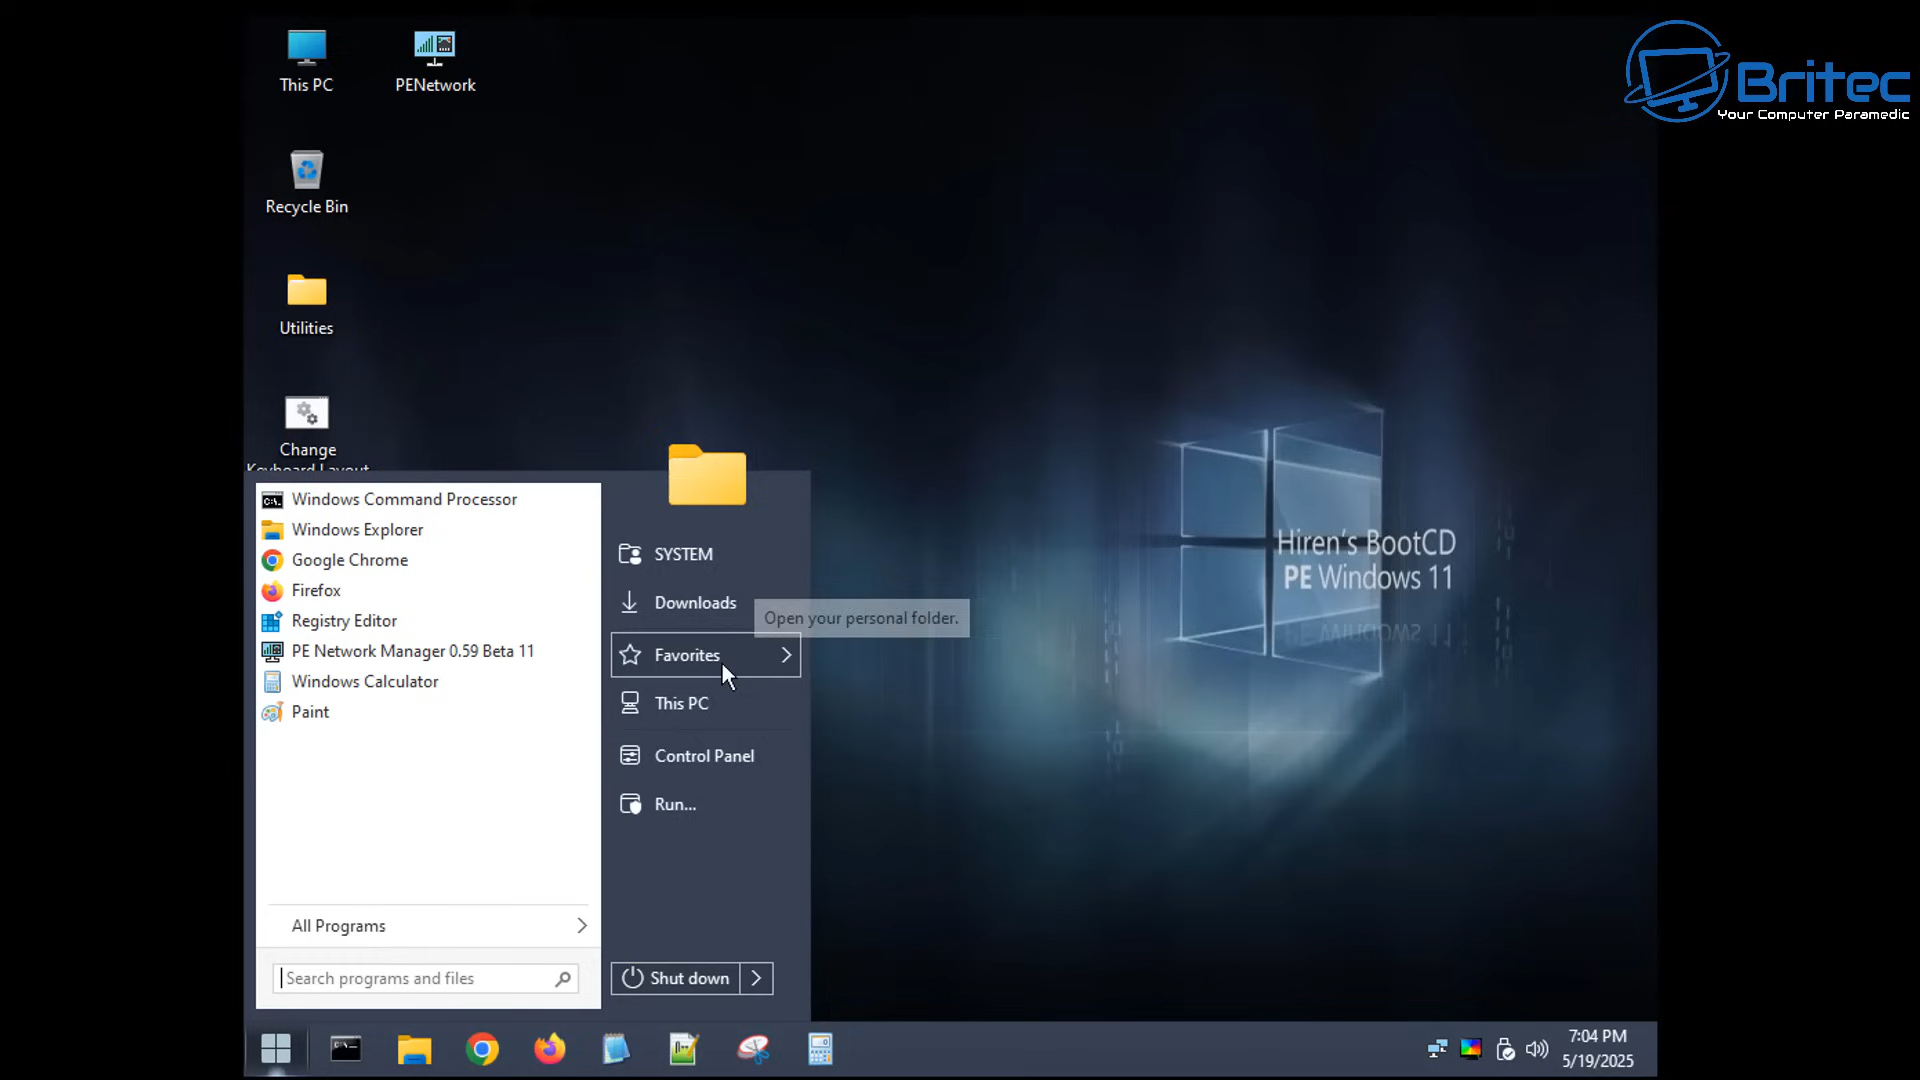 This PC
PENetwork
Britec
Your Computer Paramedic
Recycle Bin
Utilities
Change
Keyboard Layout
Windows Command Processor
Windows Explorer
Google Chrome
Firefox
Registry Editor
PE Network Manager 0.59 Beta 11
Windows Calculator
Paint
All Programs
Search programs and files
SYSTEM
Downloads
Open your personal folder.
Favorites
This PC
Control Panel
Run...
Shut down
Hiren's BootCD
PE Windows 11
7:04 PM
5/19/2025